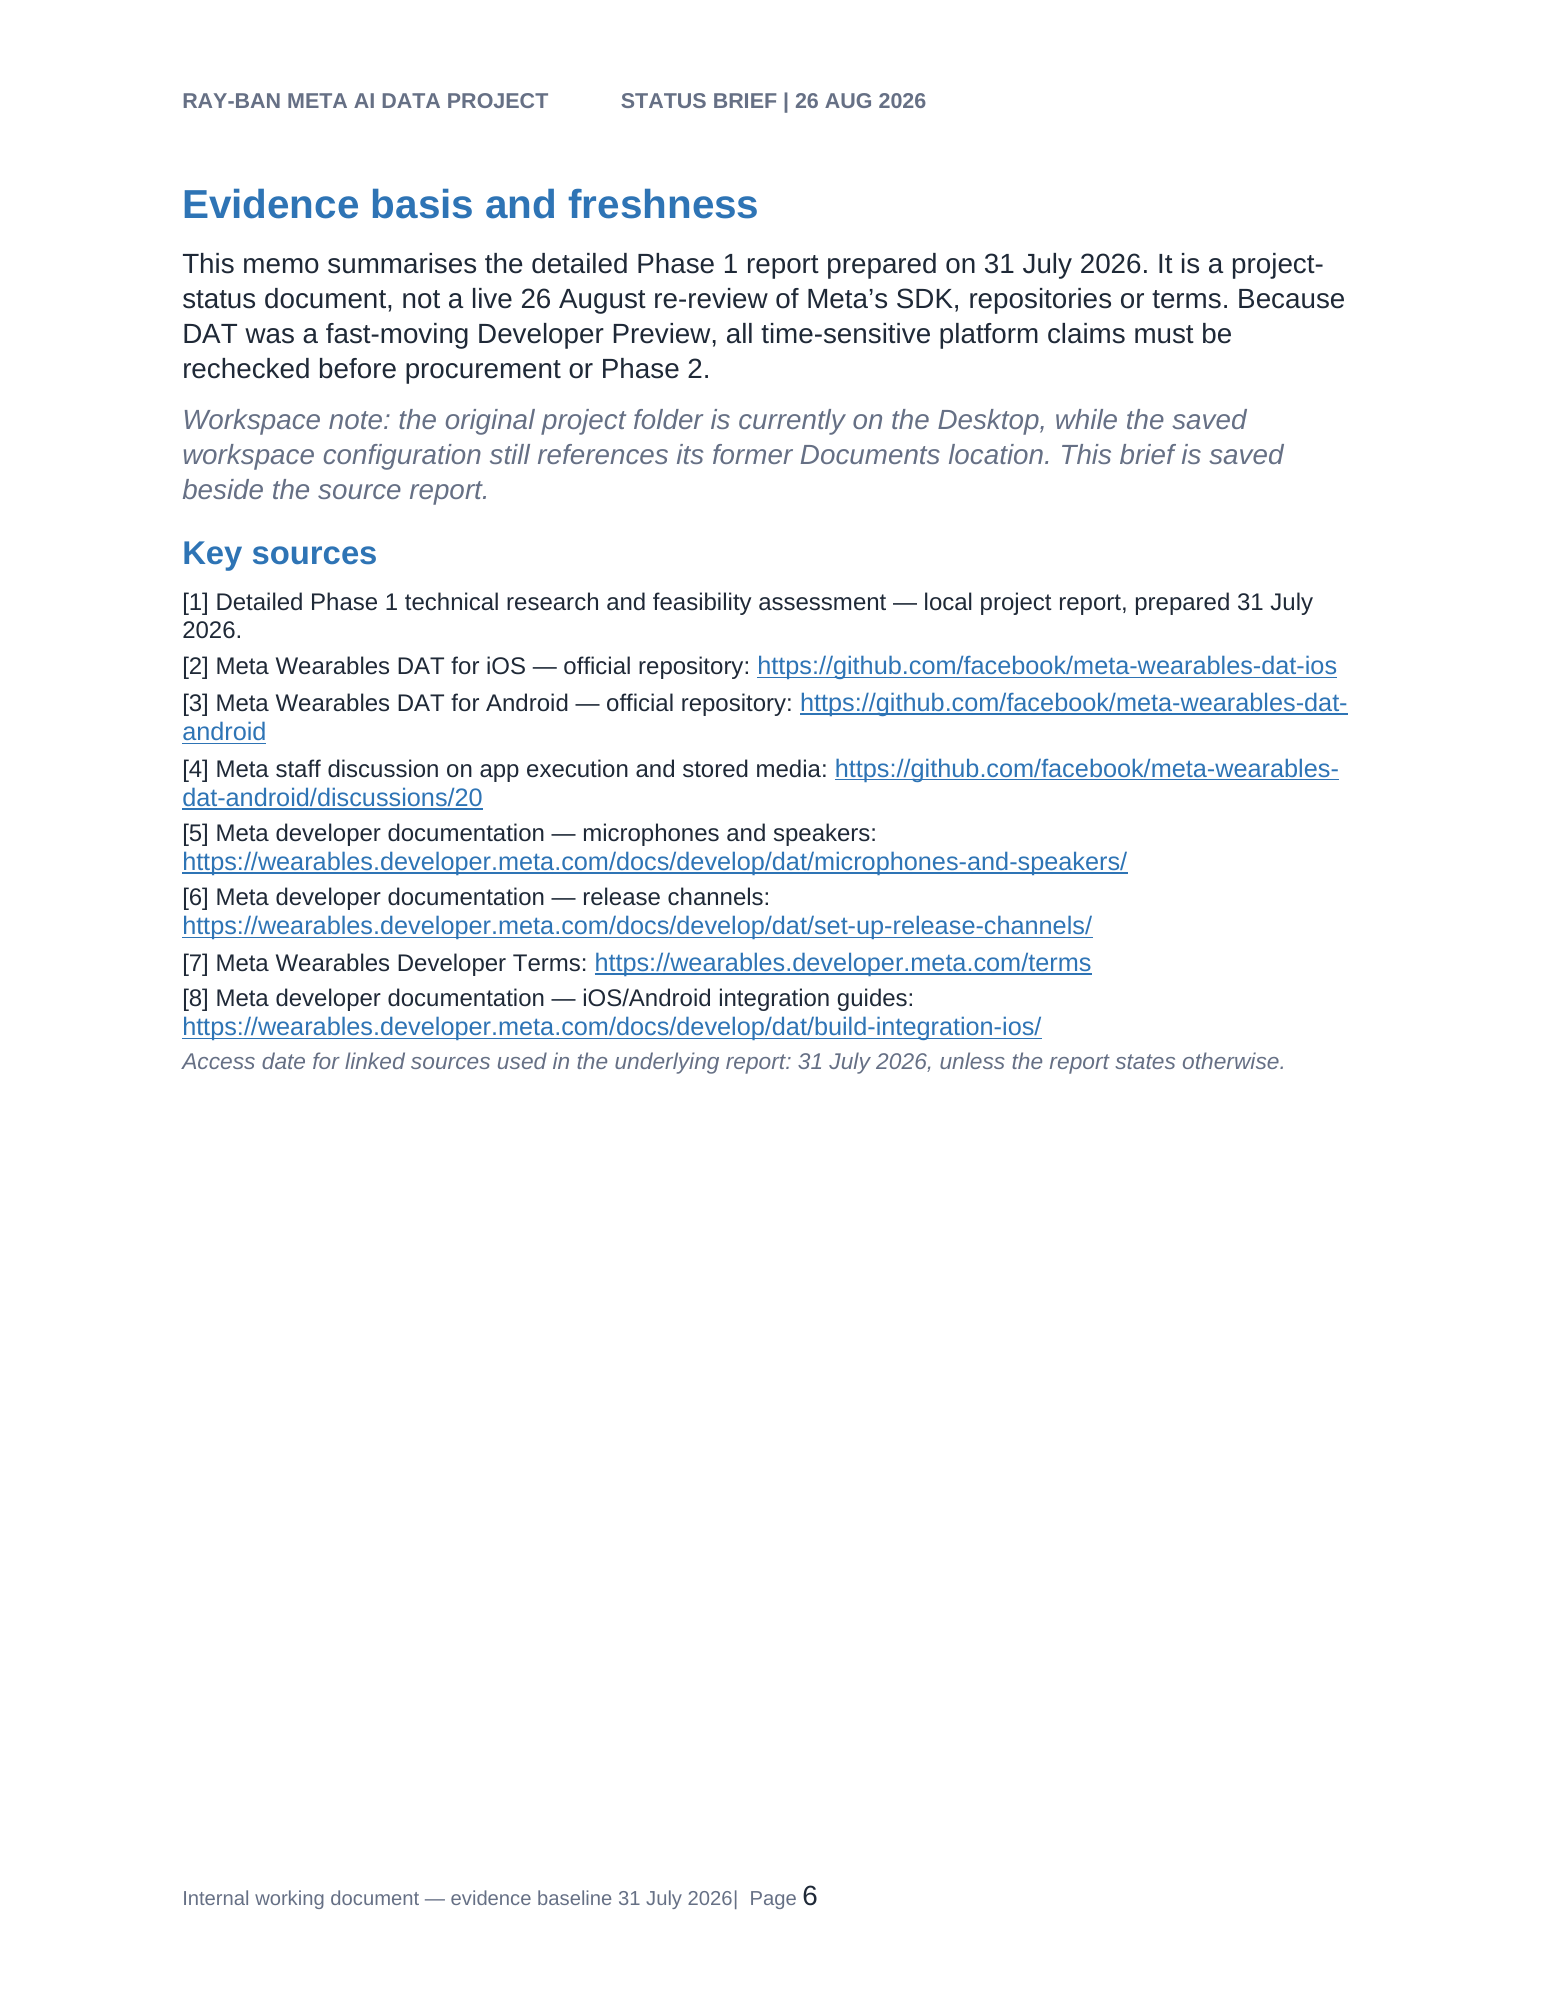 RAY-BAN META AI DATA PROJECT STATUS BRIEF | 26 AUG 2026
Evidence basis and freshness
This memo summarises the detailed Phase 1 report prepared on 31 July 2026. It is a project-
status document, not a live 26 August re-review of Meta’s SDK, repositories or terms. Because
DAT was a fast-moving Developer Preview, all time-sensitive platform claims must be
rechecked before procurement or Phase 2.
Workspace note: the original project folder is currently on the Desktop, while the saved
workspace configuration still references its former Documents location. This brief is saved
beside the source report.
Key sources
[1] Detailed Phase 1 technical research and feasibility assessment — local project report, prepared 31 July
2026.
[2] Meta Wearables DAT for iOS — official repository: https://github.com/facebook/meta-wearables-dat-ios
[3] Meta Wearables DAT for Android — official repository: https://github.com/facebook/meta-wearables-dat-
android
[4] Meta staff discussion on app execution and stored media: https://github.com/facebook/meta-wearables-
dat-android/discussions/20
[5] Meta developer documentation — microphones and speakers:
https://wearables.developer.meta.com/docs/develop/dat/microphones-and-speakers/
[6] Meta developer documentation — release channels:
https://wearables.developer.meta.com/docs/develop/dat/set-up-release-channels/
[7] Meta Wearables Developer Terms: https://wearables.developer.meta.com/terms
[8] Meta developer documentation — iOS/Android integration guides:
https://wearables.developer.meta.com/docs/develop/dat/build-integration-ios/
Access date for linked sources used in the underlying report: 31 July 2026, unless the report states otherwise.
Internal working document — evidence baseline 31 July 2026| Page 6